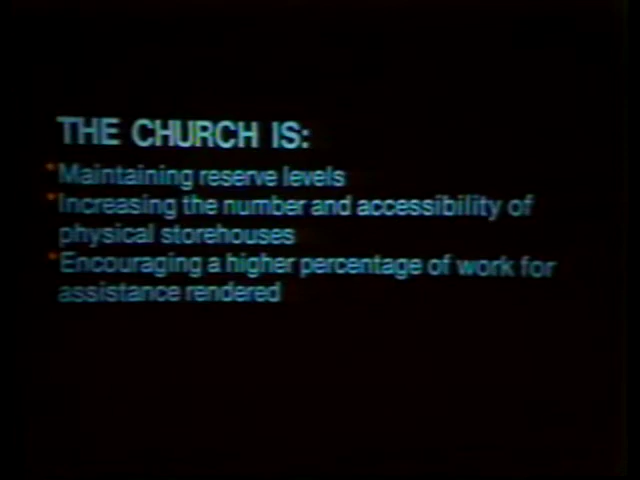 THE CHURCH IS:
*Maintaining reserve levels
*Increasing the number and accessibility of
physical storehouses
*Encouraging a higher percentage of work for
assistance rendered